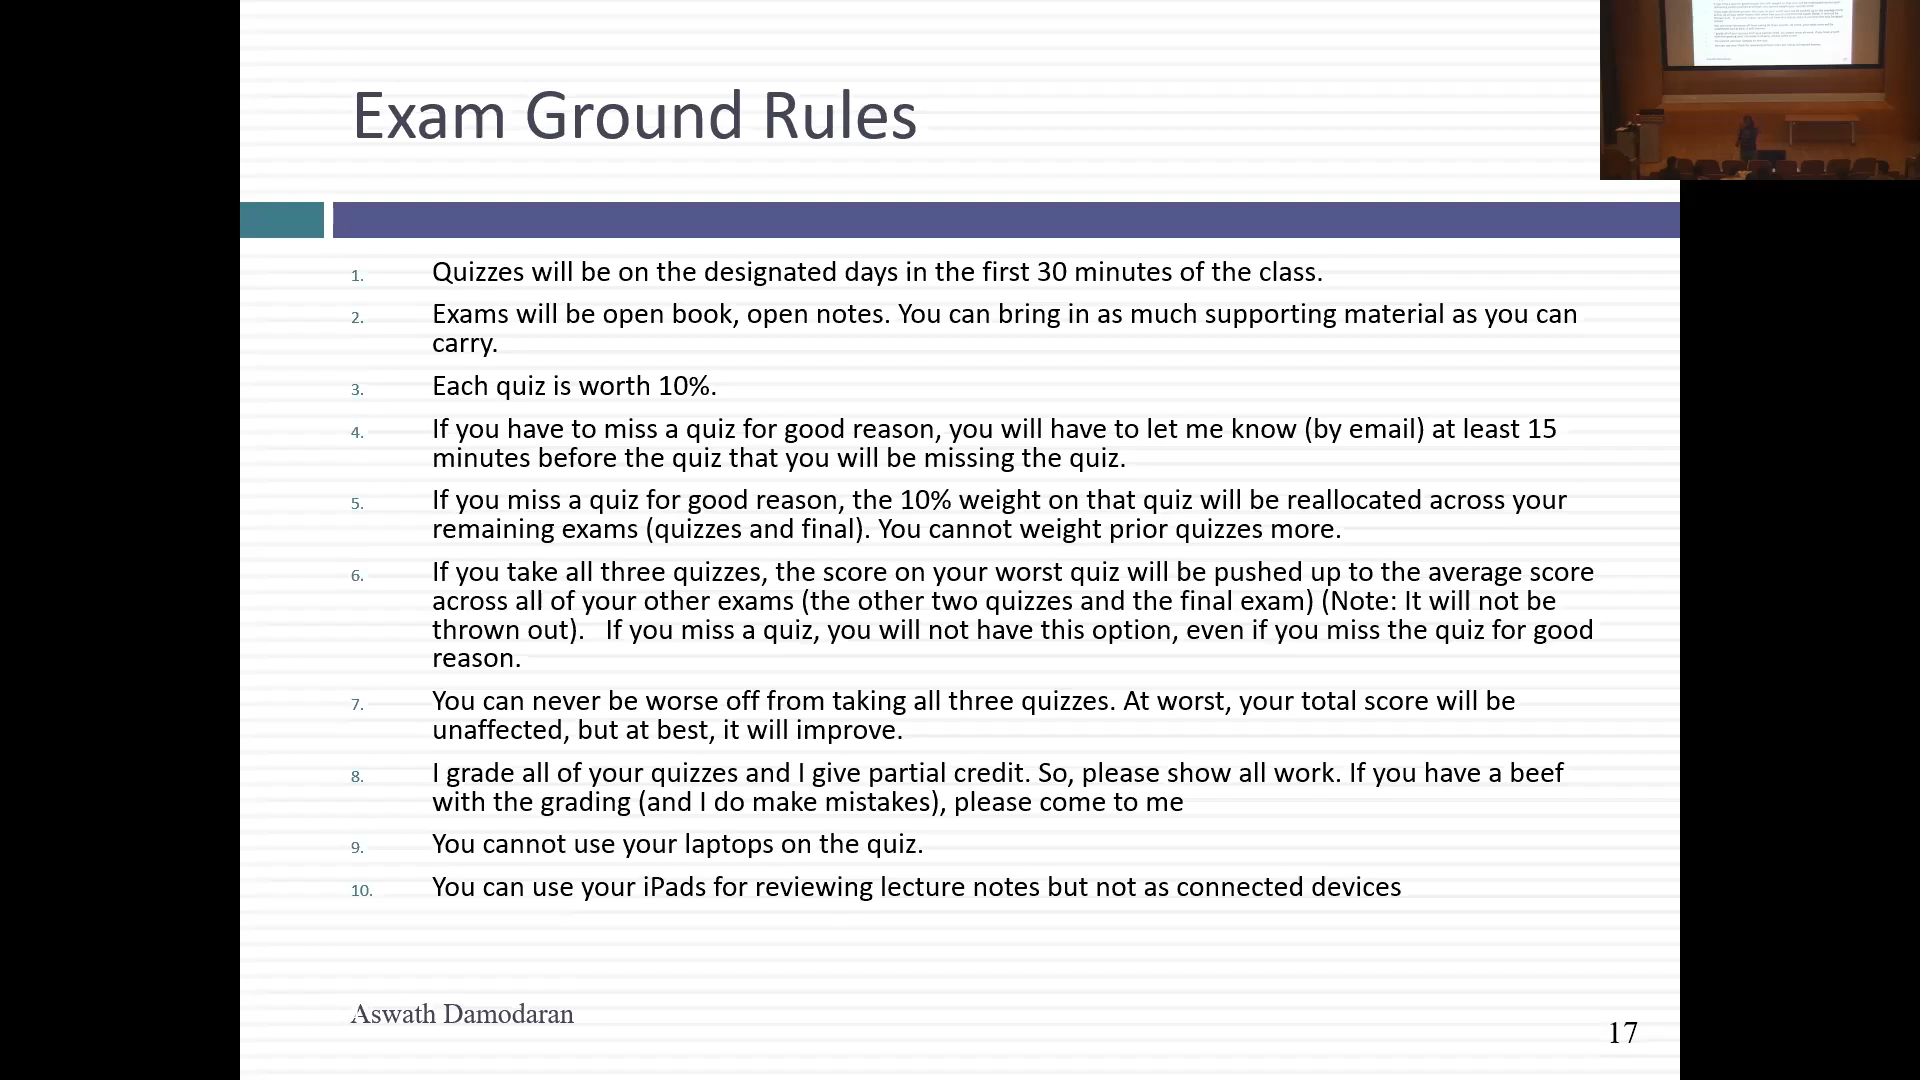 Exam Ground Rules
1. Quizzes will be on the designated days in the first 30 minutes of the class.
2. Exams will be open book, open notes. You can bring in as much supporting material as you can
carry.
3. Each quiz is worth 10%.
4. If you have to miss a quiz for good reason, you will have to let me know (by email) at least 15
minutes before the quiz that you will be missing the quiz.
5. If you miss a quiz for good reason, the 10% weight on that quiz will be reallocated across your
remaining exams (quizzes and final). You cannot weight prior quizzes more.
6. If you take all three quizzes, the score on your worst quiz will be pushed up to the average score
across all of your other exams (the other two quizzes and the final exam) (Note: It will not be
thrown out).   If you miss a quiz, you will not have this option, even if you miss the quiz for good
reason.
7. You can never be worse off from taking all three quizzes. At worst, your total score will be
unaffected, but at best, it will improve.
8. I grade all of your quizzes and I give partial credit. So, please show all work. If you have a beef
with the grading (and I do make mistakes), please come to me
9. You cannot use your laptops on the quiz.
10. You can use your iPads for reviewing lecture notes but not as connected devices
Aswath Damodaran
17